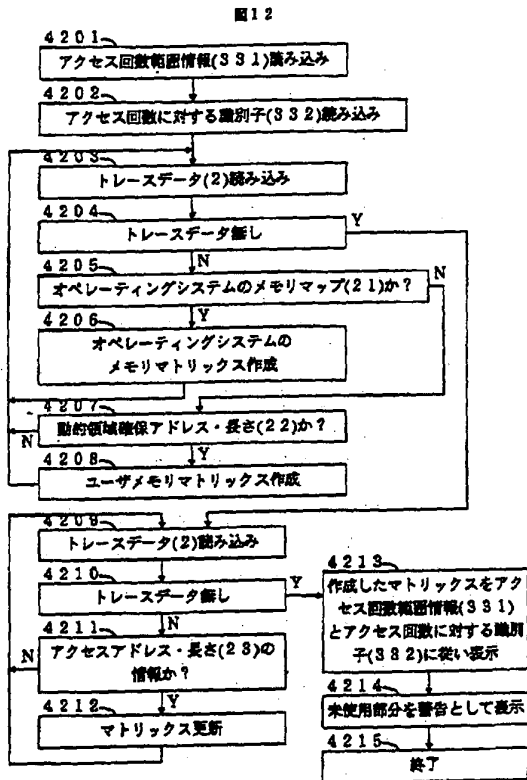 図12
4201
アクセス回数範囲情報(331)読み込み
4202
アクセス回数に対する識別子(332)読み込み
4203
トレースデータ(2)読み込み
4204
トレースデータ無し
Y
N
4205
オペレーティングシステムのメモリマップ(21)か?
N
Y
4206
オペレーティングシステムの
メモリマトリックス作成
4207
動的領域確保アドレス・長さ(22)か?
N
Y
4208
ユーザメモリマトリックス作成
4209
トレースデータ(2)読み込み
4210
トレースデータ無し
Y
N
4211
アクセスアドレス・長さ(23)の
情報か?
N
Y
4212
マトリックス更新
4213
作成したマトリックスをアク
セス回数範囲情報(331)
とアクセス回数に対する識別
子(332)に従い表示
4214
未使用部分を警告として表示
4215
終了